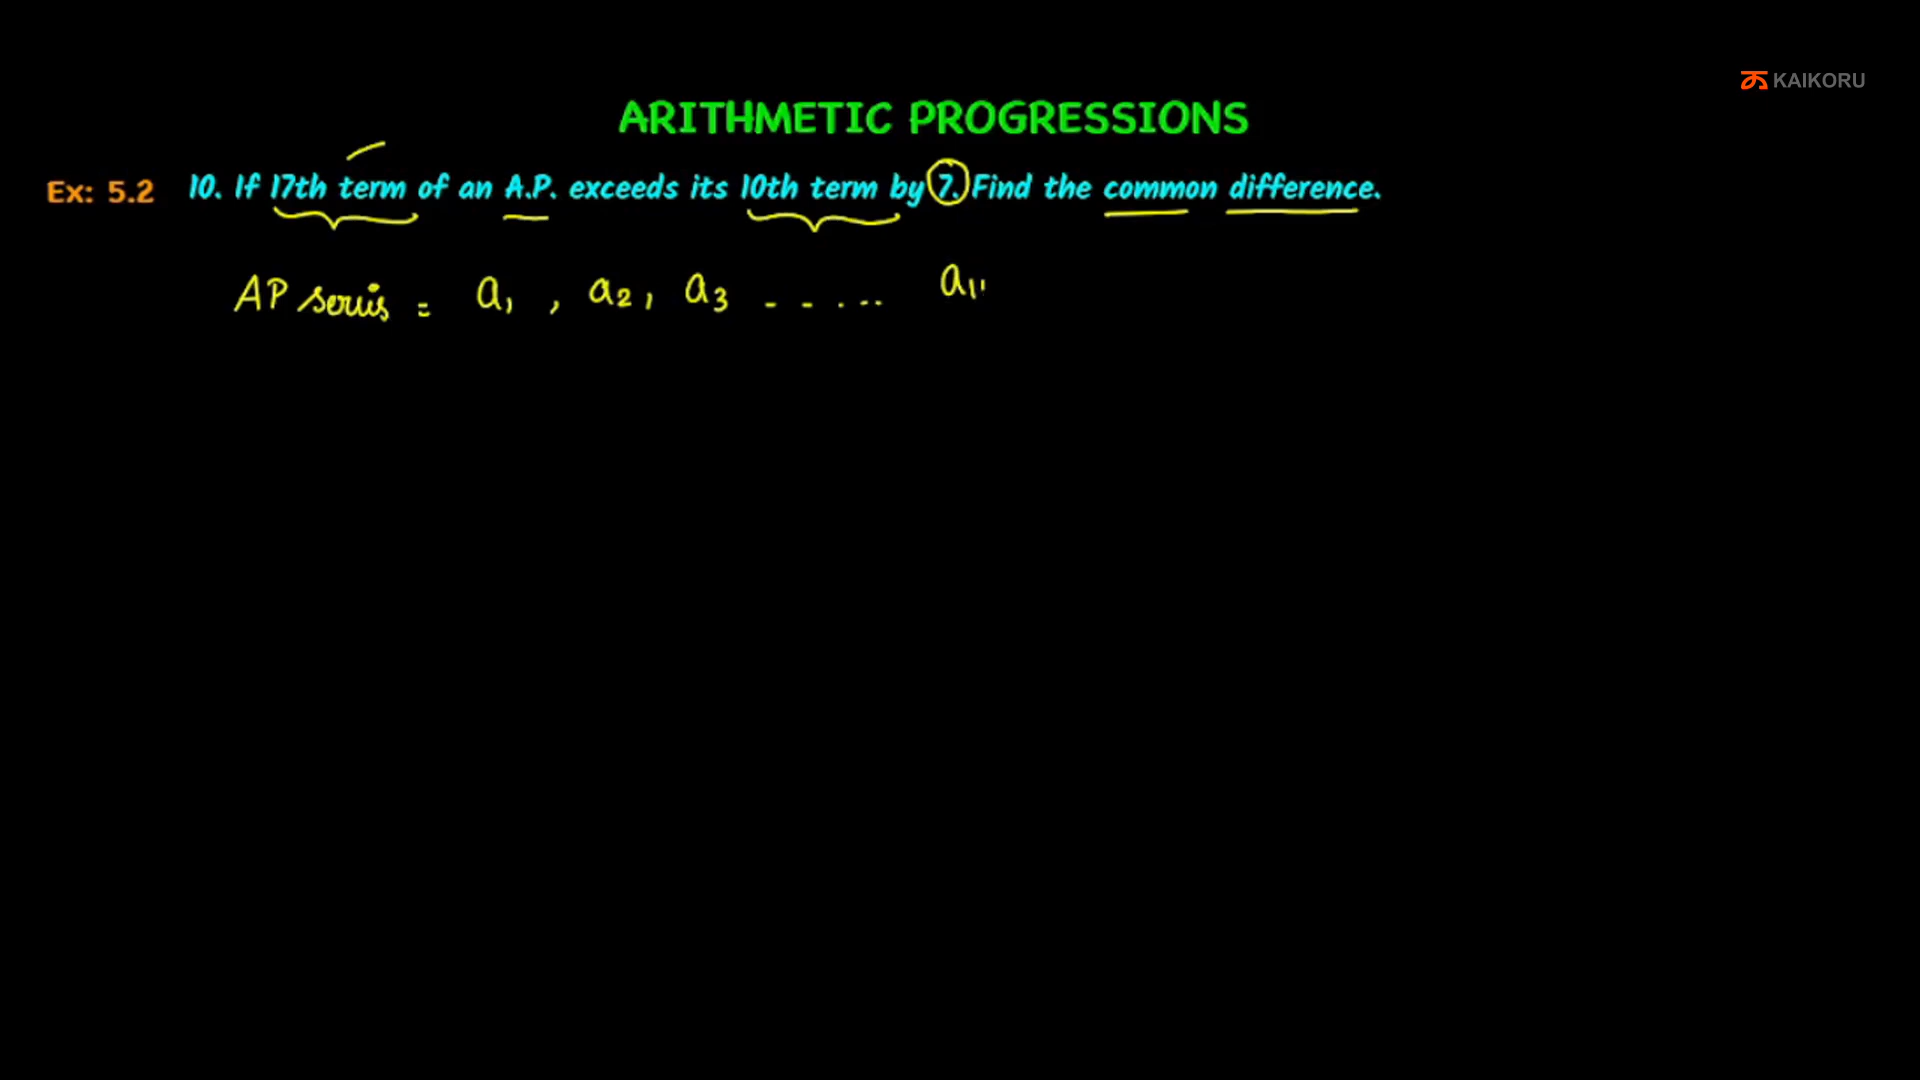 KAIKORU
ARITHMETIC PROGRESSIONS
Ex: 5.2 10. If 17th term of an A.P. exceeds its 10th term by 7. Find the common difference.
AP series = a1 , a2, a3 - - . - .. a1